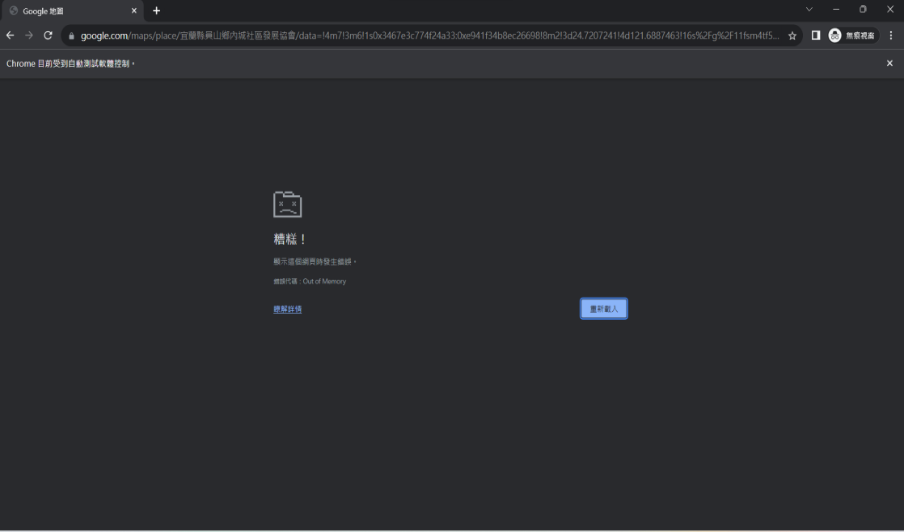 Google 地圖
google.com/maps/place/宜蘭縣員山鄉內城社區發展協會/data=!4m7!3m6!1s0x3467e3c774f24a33:0xe941f34b8ec26698!8m2!3d24.7207241!4d121.6887463!16s%2Fg%2F11fsm4tf5...
無痕視窗
Chrome 目前受到自動測試軟體控制。
糟糕！
顯示這個網頁時發生錯誤。
錯誤代碼：Out of Memory
瞭解詳情
重新載入